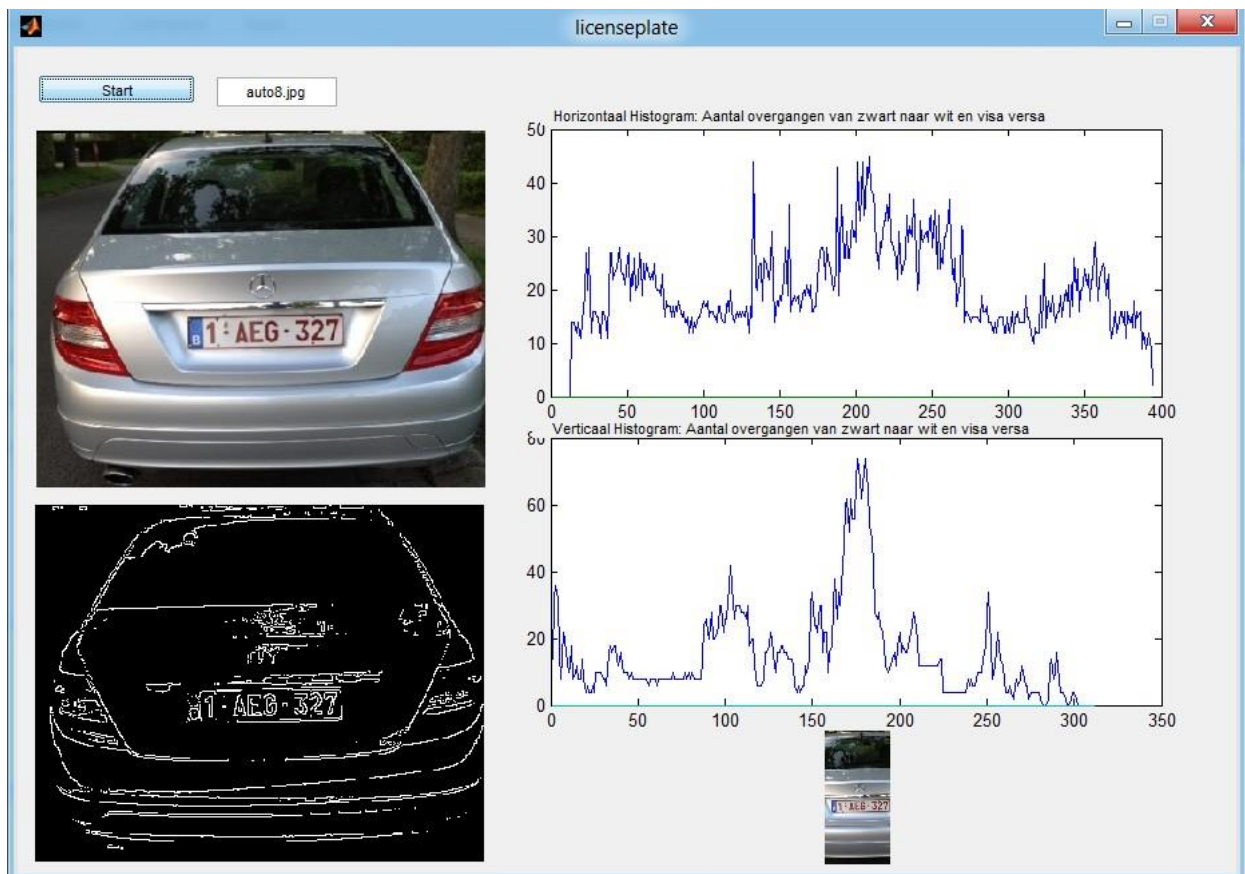 licenseplate
Start
auto8.jpg
Horizontaal Histogram: Aantal overgangen van zwart naar wit en visa versa
50
40
30
20
10
0
0 50 100 150 200 250 300 350 400
B 1-AEG-327
Verticaal Histogram: Aantal overgangen van zwart naar wit en visa versa
80
60
40
20
0
0 50 100 150 200 250 300 350
1-AEG-327
1-AEG-327